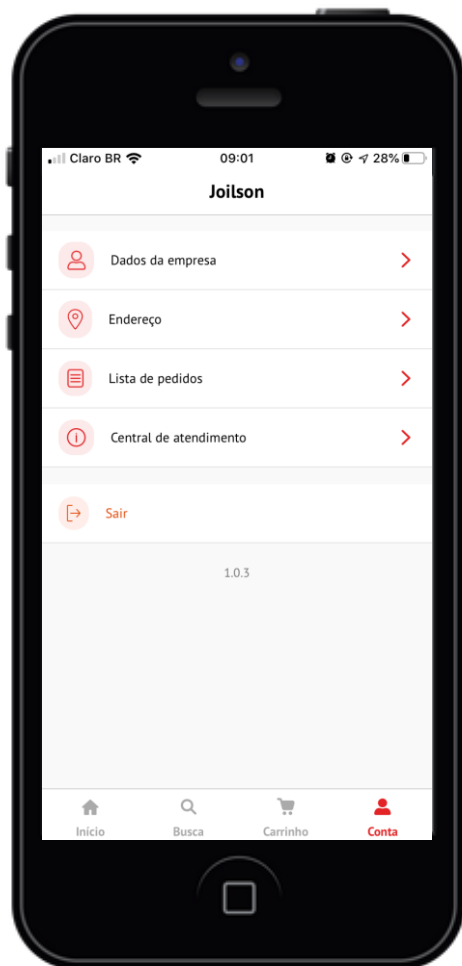 Claro BR 09:01 28%
Joilson
Dados da empresa
Endereço
Lista de pedidos
Central de atendimento
Sair
1.0.3
Início Busca Carrinho Conta